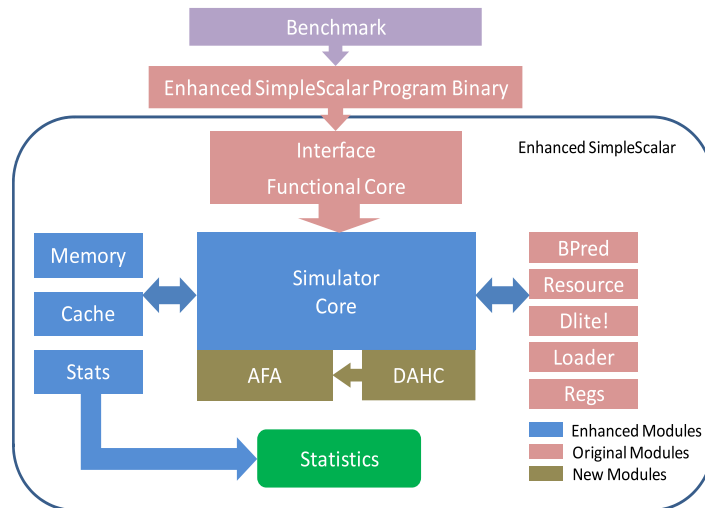 Benchmark
Enhanced SimpleScalar Program Binary
Interface
Functional Core
Enhanced SimpleScalar
Memory
Cache
Stats
Simulator
Core
AFA
DAHC
BPred
Resource
Dlite!
Loader
Regs
Statistics
Enhanced Modules
Original Modules
New Modules